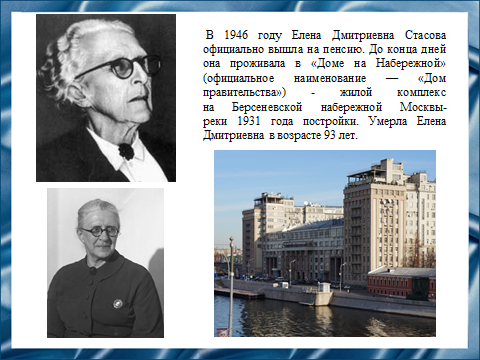 В 1946 году Елена Дмитриевна Стасова
официально вышла на пенсию. До конца дней
она проживала в «Доме на Набережной»
(официальное наименование — «Дом
правительства») - жилой комплекс
на Берсеневской набережной Москвы-
реки 1931 года постройки. Умерла Елена
Дмитриевна в возрасте 93 лет.